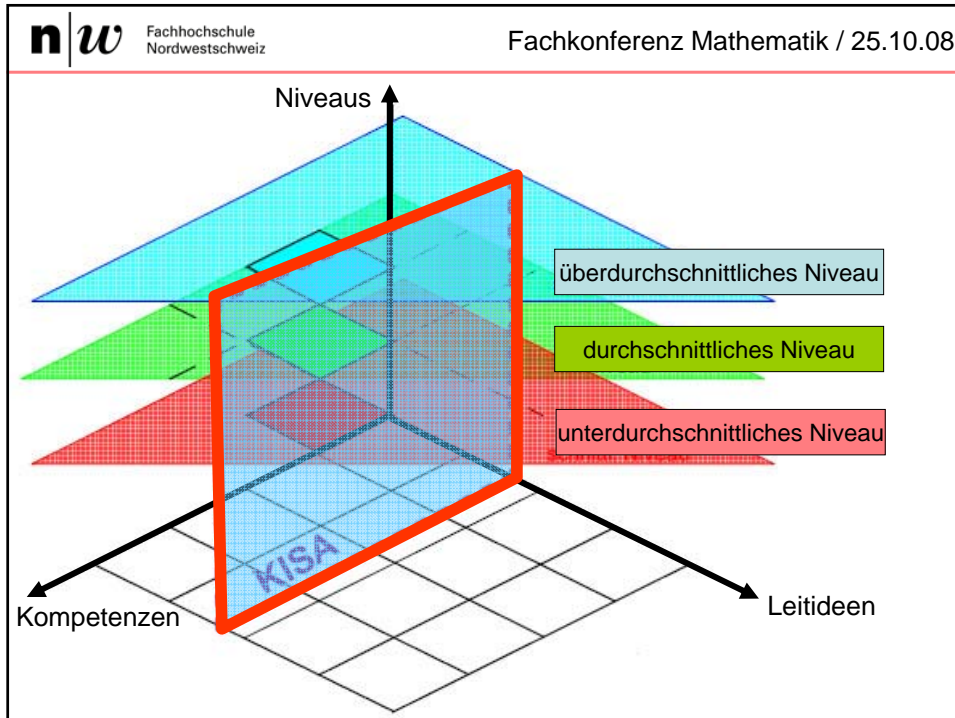 n|w Fachhochschule
Nordwestschweiz
Fachkonferenz Mathematik / 25.10.08
Niveaus
überdurchschnittliches Niveau
durchschnittliches Niveau
unterdurchschnittliches Niveau
KISA
Kompetenzen
Leitideen